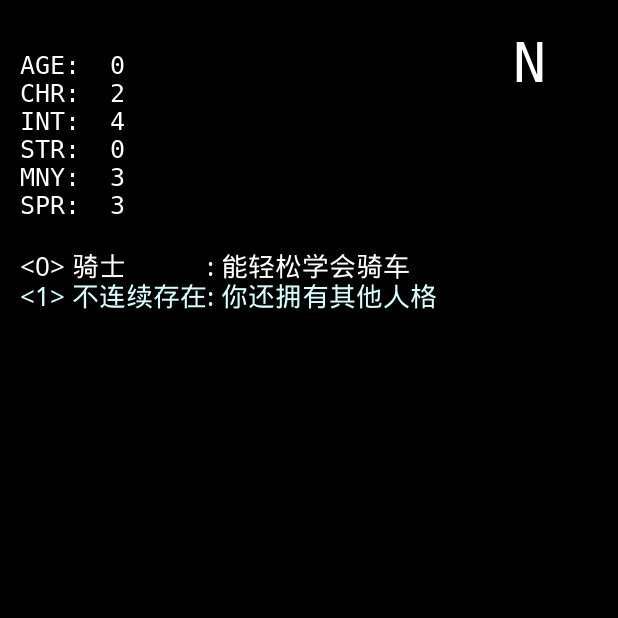 N
AGE: 0
CHR: 2
INT: 4
STR: 0
MNY: 3
SPR: 3
<0> 骑士 : 能轻松学会骑车
<1> 不连续存在: 你还拥有其他人格